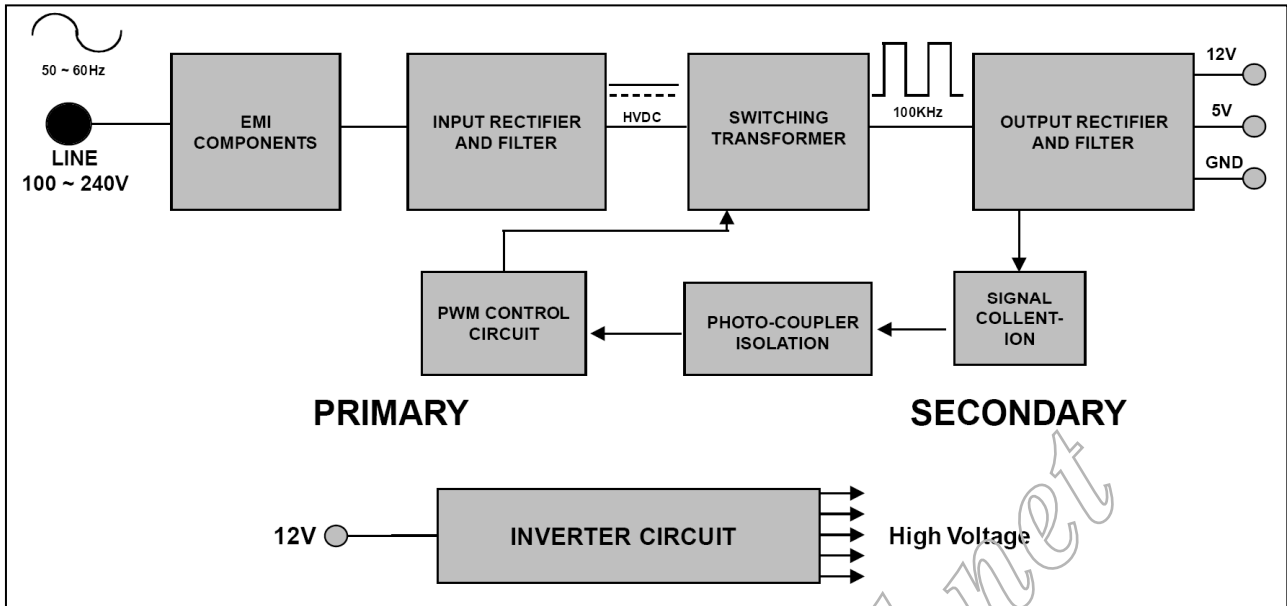 50 ~ 60Hz
LINE
100 ~ 240V
EMI
COMPONENTS
INPUT RECTIFIER
AND FILTER
HVDC
SWITCHING
TRANSFORMER
100KHz
OUTPUT RECTIFIER
AND FILTER
12V
5V
GND
PWM CONTROL
CIRCUIT
PHOTO-COUPLER
ISOLATION
SIGNAL
COLLENT-
ION
PRIMARY
SECONDARY
12V
INVERTER CIRCUIT
High Voltage
net